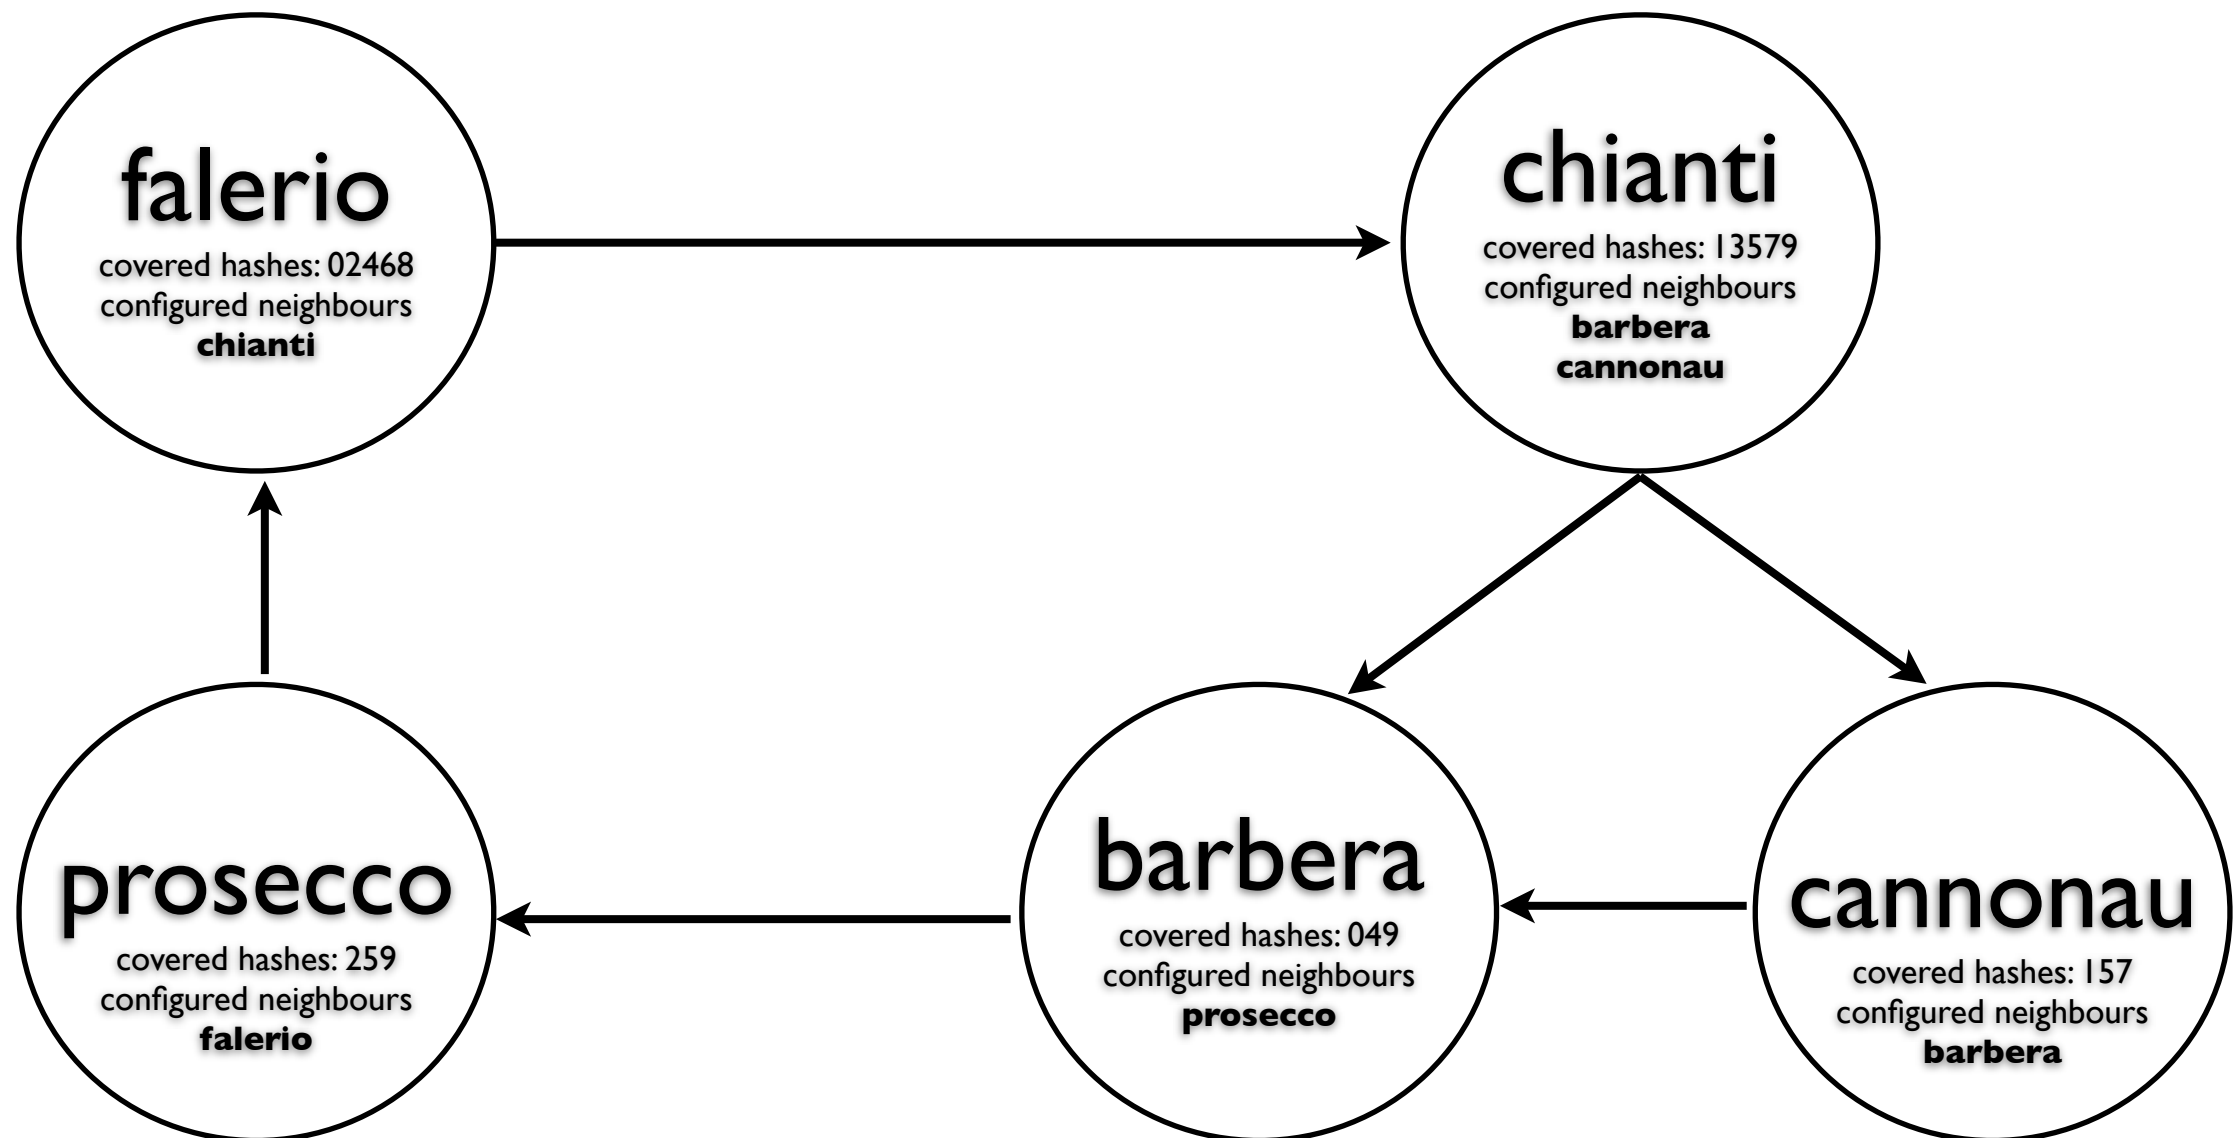 falerio
covered hashes: 02468
configured neighbours
chianti
chianti
covered hashes: 13579
configured neighbours
barbera
cannonau
prosecco
covered hashes: 259
configured neighbours
falerio
barbera
covered hashes: 049
configured neighbours
prosecco
cannonau
covered hashes: 157
configured neighbours
barbera